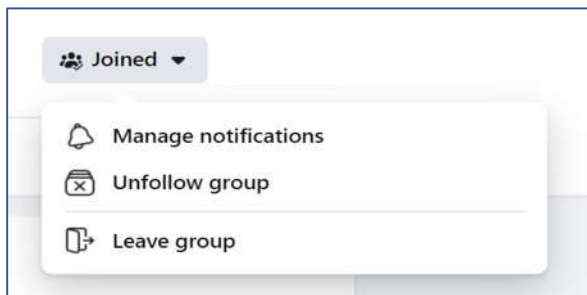 Joined
Manage notifications
Unfollow group
Leave group